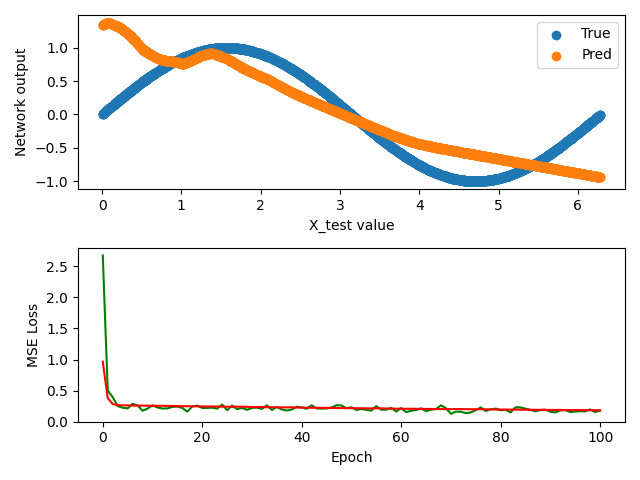 True
Pred
Network output
1.0
0.5
0.0
−0.5
−1.0
0 1 2 3 4 5 6
X_test value
MSE Loss
2.5
2.0
1.5
1.0
0.5
0.0
0 20 40 60 80 100
Epoch